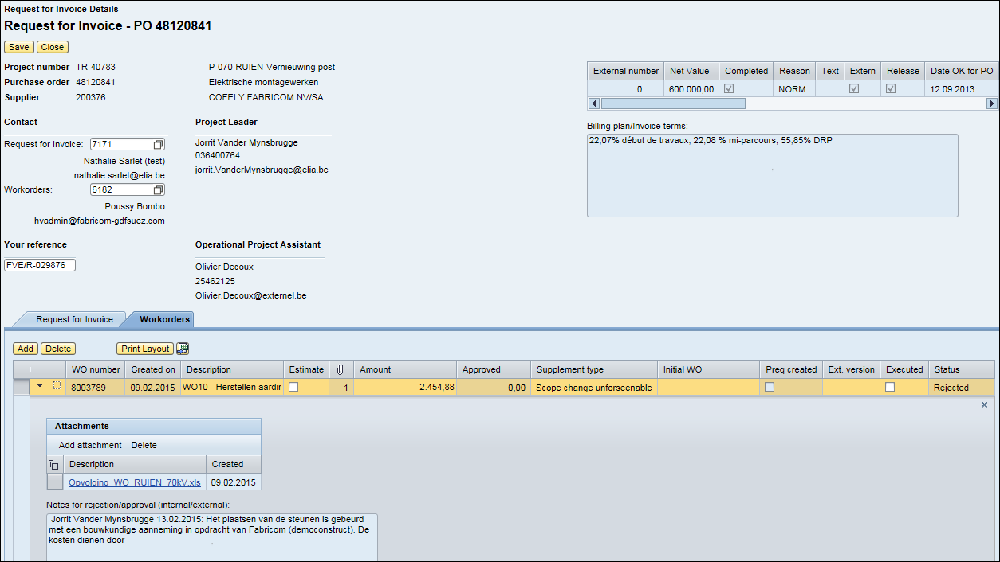 Request for Invoice Details
Request for Invoice - PO 48120841
Save Close
Project number TR-40783 P-070-RUIEN-Vernieuwing post
Purchase order 48120841 Elektrische montagewerken
Supplier 200376 COFELY FABRICOM NV/SA
External number Net Value Completed Reason Text Extern Release Date OK for PO
0 600.000,00 NORM 12.09.2013
Contact
Request for Invoice: 7171
Nathalie Sarlet (test)
nathalie.sarlet@elia.be
Workorders: 6182
Poussy Bombo
hvadmin@fabricom-gdfsuez.com
Project Leader
Jorrit Vander Mynsbrugge
036400764
jorrit.VanderMynsbrugge@elia.be
Billing plan/Invoice terms:
22,07% début de travaux, 22,08 % mi-parcours, 55,85% DRP
Your reference
FVE/R-029876
Operational Project Assistant
Olivier Decoux
25462125
Olivier.Decoux@externel.be
Request for Invoice Workorders
Add Delete Print Layout
WO number Created on Description Estimate Amount Approved Supplement type Initial WO Preq created Ext. version Executed Status
8003789 09.02.2015 WO10 - Herstellen aardir 1 2.454,88 0,00 Scope change unforseenable Rejected
Attachments
Add attachment Delete
Description Created
Opvolging_WO_RUIEN_70kV.xls 09.02.2015
Notes for rejection/approval (internal/external):
Jorrit Vander Mynsbrugge 13.02.2015: Het plaatsen van de steunen is gebeurd
met een bouwkundige aanneming in opdracht van Fabricom (democonstruct). De
kosten dienen door